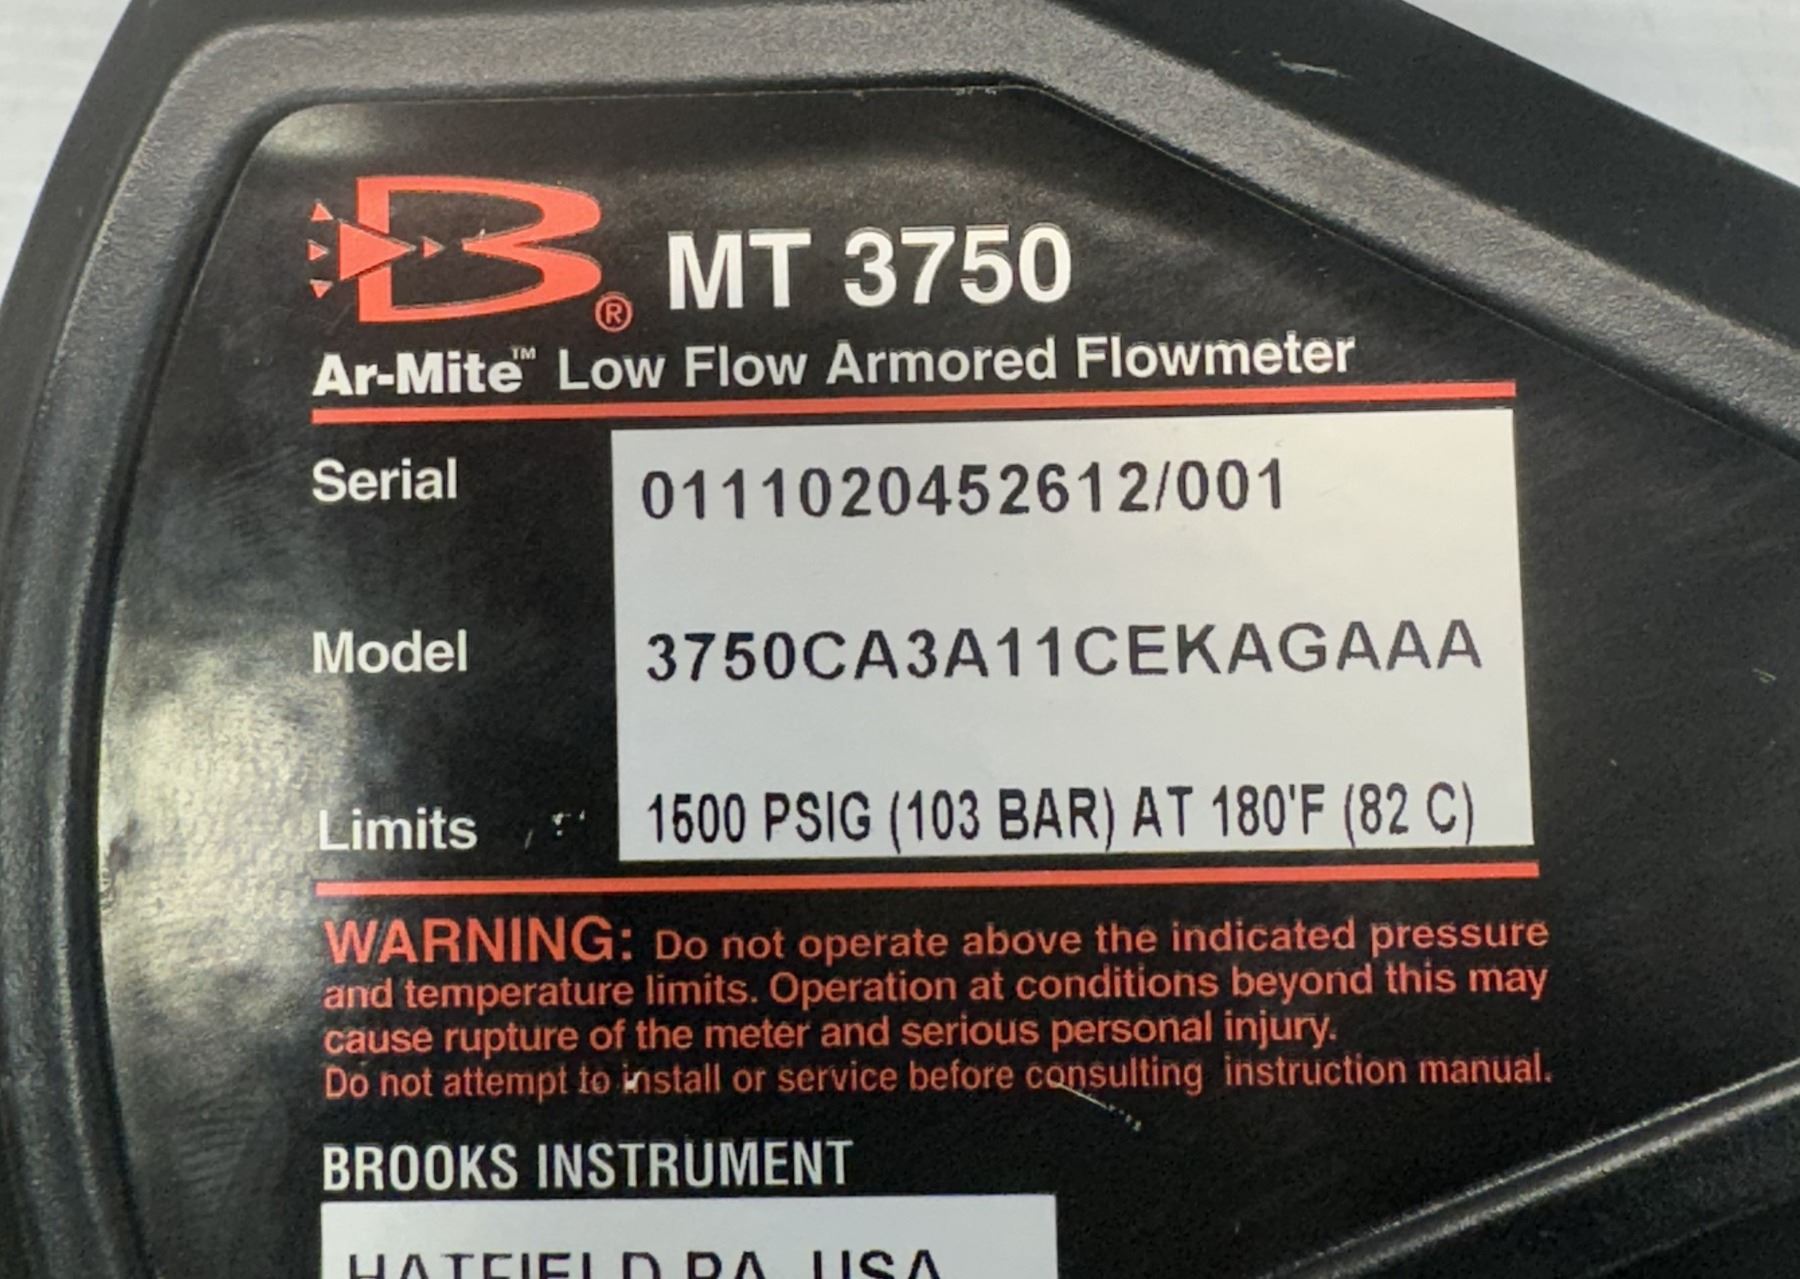 B® MT 3750
Ar-Mite™ Low Flow Armored Flowmeter
Serial 0111020452612/001
Model 3750CA3A11CEKAGAAA
Limits 1500 PSIG (103 BAR) AT 180'F (82 C)
WARNING: Do not operate above the indicated pressure
and temperature limits. Operation at conditions beyond this may
cause rupture of the meter and serious personal injury.
Do not attempt to install or service before consulting instruction manual.
BROOKS INSTRUMENT
HATFIELD PA, USA